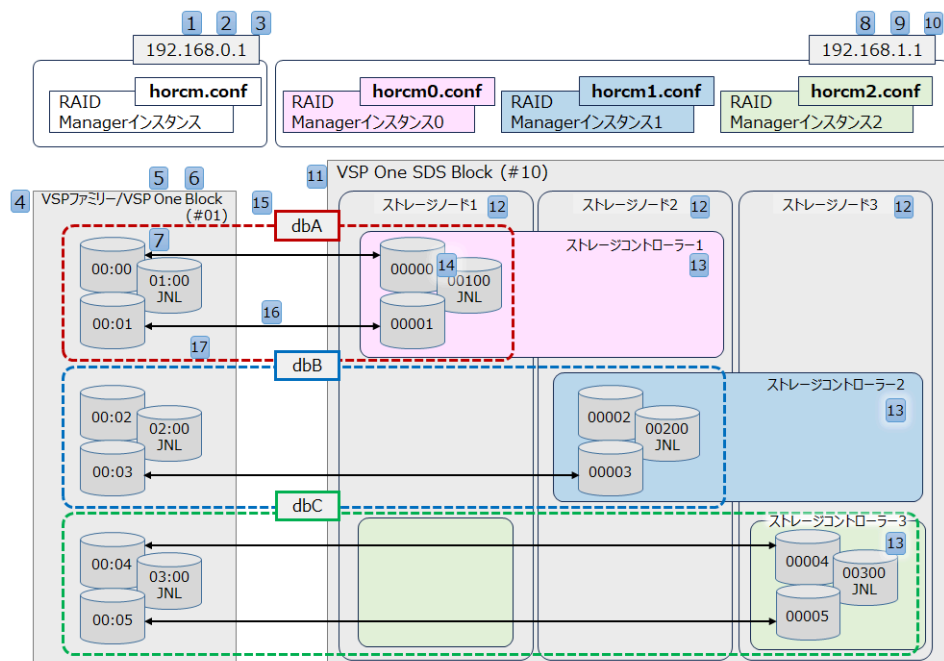 1
2
3
8
9
10
192.168.0.1
192.168.1.1
horcm.conf
RAID
Managerインスタンス
horcm0.conf
RAID
Managerインスタンス0
horcm1.conf
RAID
Managerインスタンス1
horcm2.conf
RAID
Managerインスタンス2
4
5
6
11
VSP One SDS Block (#10)
VSPファミリー/VSP One Block
(#01)
15
ストレージノード1
12
ストレージノード2
12
ストレージノード3
12
dbA
7
00:00
01:00
JNL
00:01
16
00000
14
00100
JNL
00001
ストレージコントローラー1
13
17
dbB
00:02
02:00
JNL
00:03
00002
00200
JNL
00003
ストレージコントローラー2
13
dbC
00:04
03:00
JNL
00:05
ストレージコントローラー3
13
00004
00300
JNL
00005